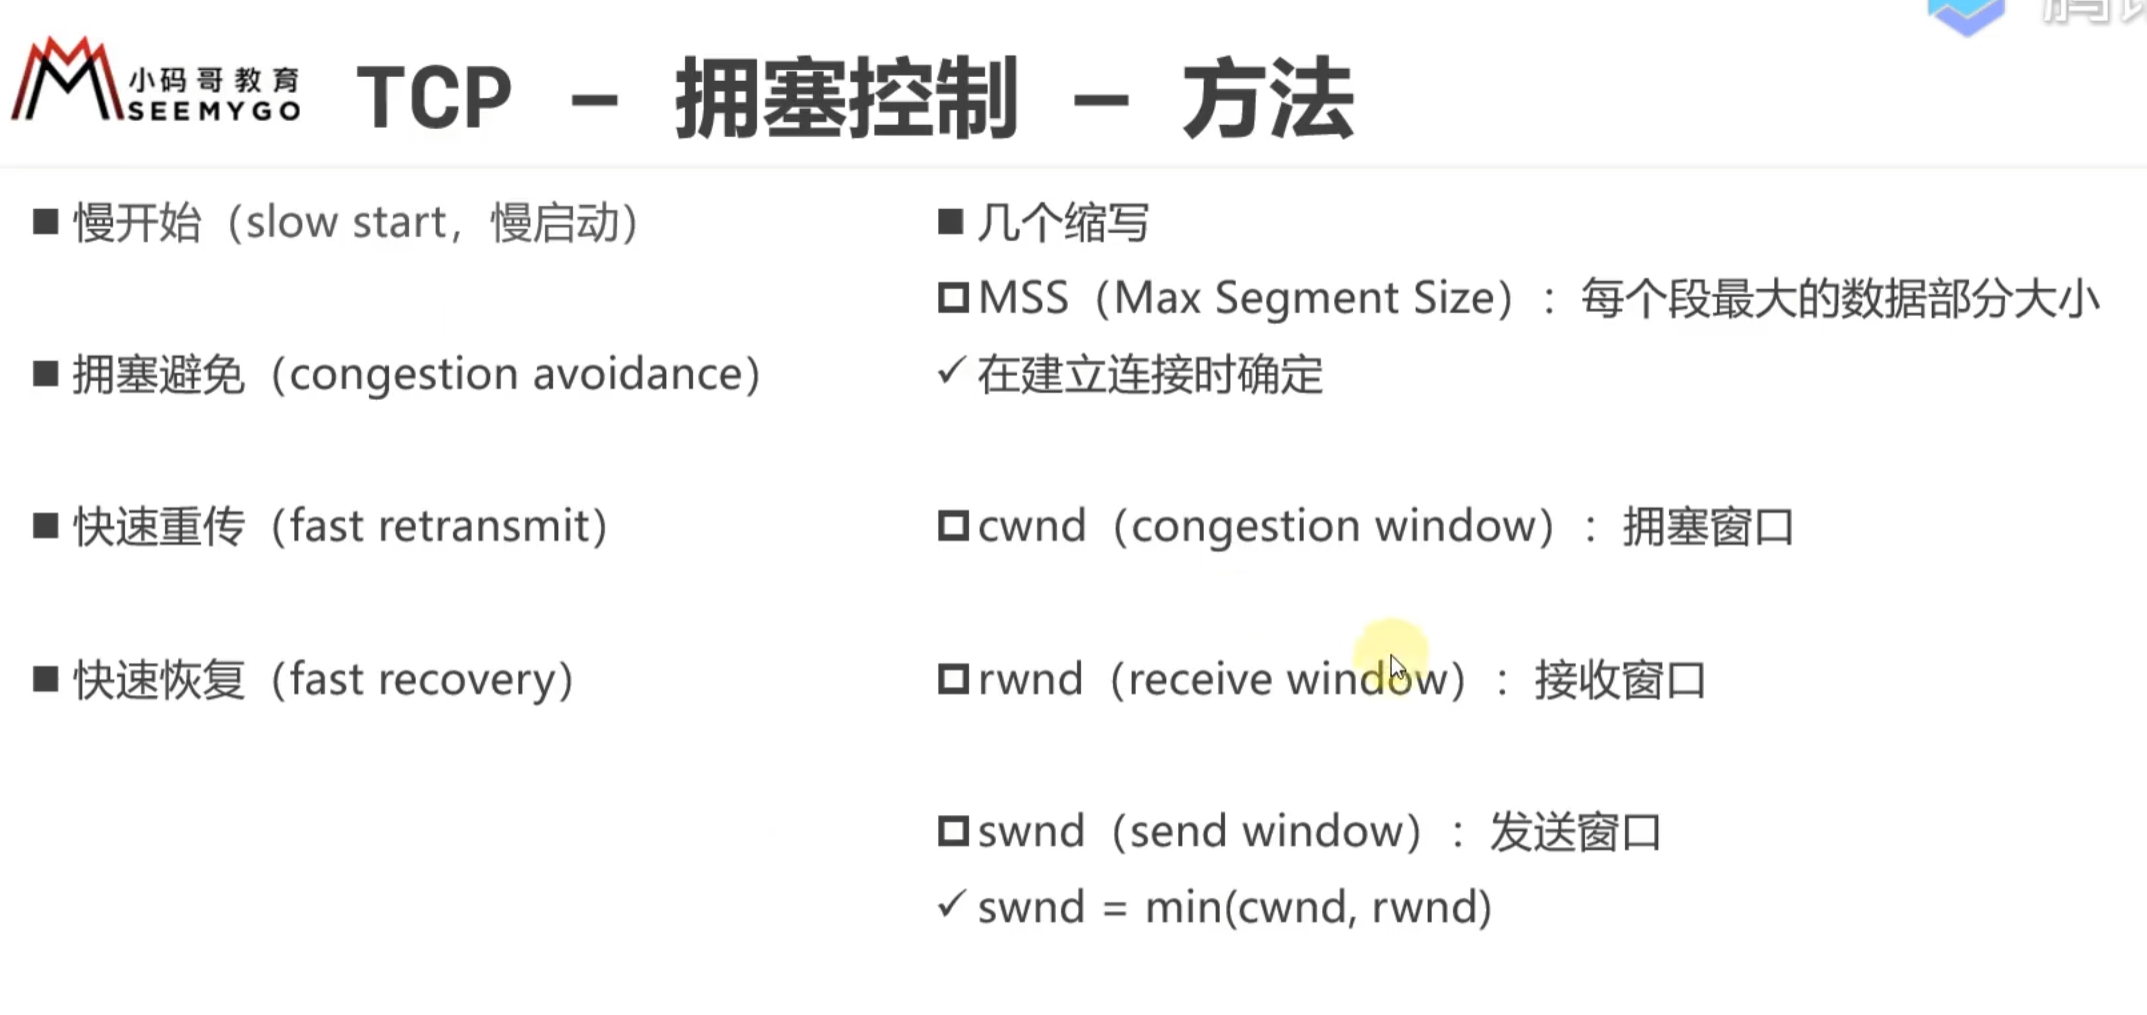 小码哥教育
SEEMYGO
TCP - 拥塞控制 - 方法
■ 慢开始（slow start，慢启动）
■ 拥塞避免（congestion avoidance）
■ 快速重传（fast retransmit）
■ 快速恢复（fast recovery）
■ 几个缩写
MSS（Max Segment Size）：每个段最大的数据部分大小
✓ 在建立连接时确定
cwnd（congestion window）：拥塞窗口
rwnd（receive window）：接收窗口
swnd（send window）：发送窗口
✓ swnd = min(cwnd, rwnd)